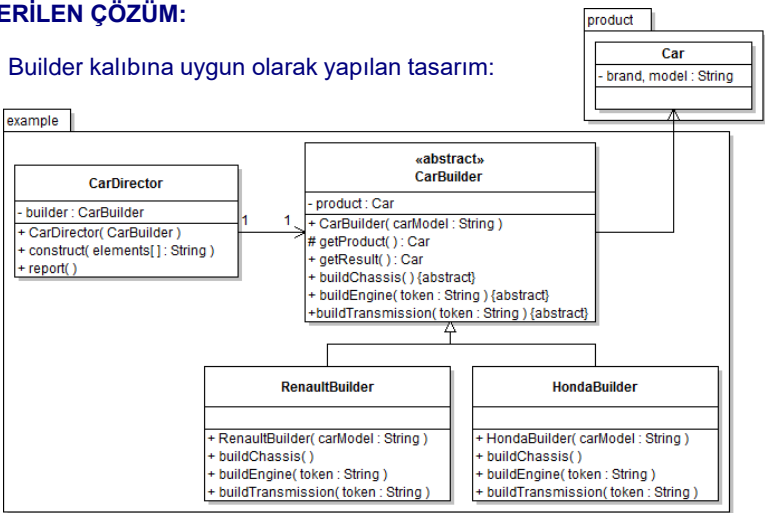 ERİLEN ÇÖZÜM:
Builder kalıbına uygun olarak yapılan tasarım:
product
Car
- brand, model : String
example
CarDirector
- builder : CarBuilder
+ CarDirector( CarBuilder )
+ construct( elements[ ] : String )
+ report( )
1
1
«abstract»
CarBuilder
- product : Car
+ CarBuilder( carModel : String )
# getProduct( ) : Car
+ getResult( ) : Car
+ buildChassis( ) {abstract}
+ buildEngine( token : String ) {abstract}
+buildTransmission( token : String ) {abstract}
RenaultBuilder
+ RenaultBuilder( carModel : String )
+ buildChassis( )
+ buildEngine( token : String )
+ buildTransmission( token : String )
HondaBuilder
+ HondaBuilder( carModel : String )
+ buildChassis( )
+ buildEngine( token : String )
+ buildTransmission( token : String )